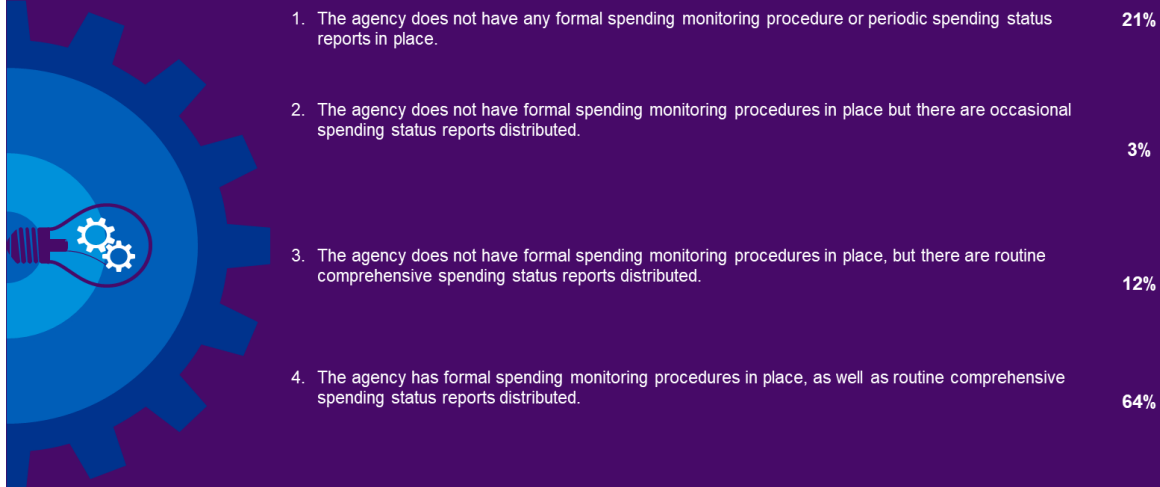 1. The agency does not have any formal spending monitoring procedure or periodic spending status 21%
reports in place.
2. The agency does not have formal spending monitoring procedures in place but there are occasional
spending status reports distributed.
3%
3. The agency does not have formal spending monitoring procedures in place, but there are routine
comprehensive spending status reports distributed.
12%
4. The agency has formal spending monitoring procedures in place, as well as routine comprehensive
spending status reports distributed.
64%